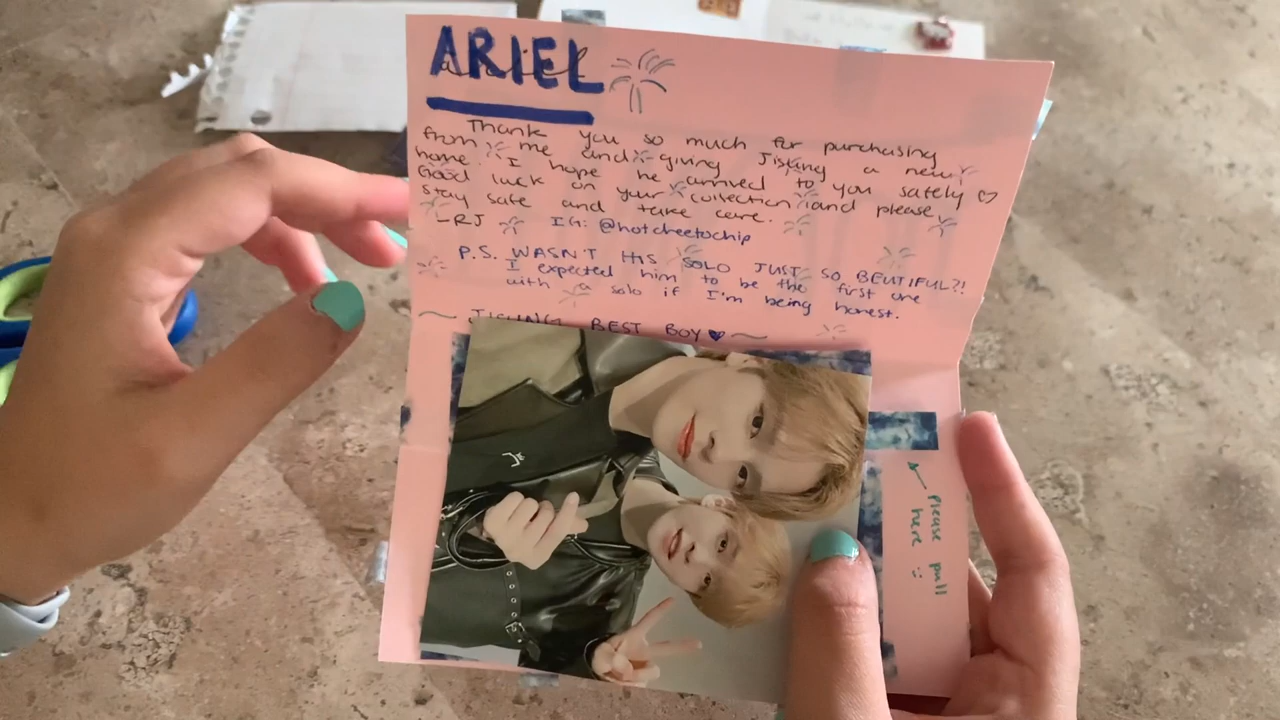 ARIEL
Thank you so much for purchasing
from me and giving Jisung a new
home. I hope he arrived to you safely ♡
Good luck on your collection and please
stay safe and take care.
-RJ IG: @hotcheetochip
P.S. WASN'T HIS SOLO JUST SO BEUTIFUL?!
I expected him to be the first one
with a solo if I'm being honest.
~ JISUNG BEST BOY ♥ ~
please pull
here :)